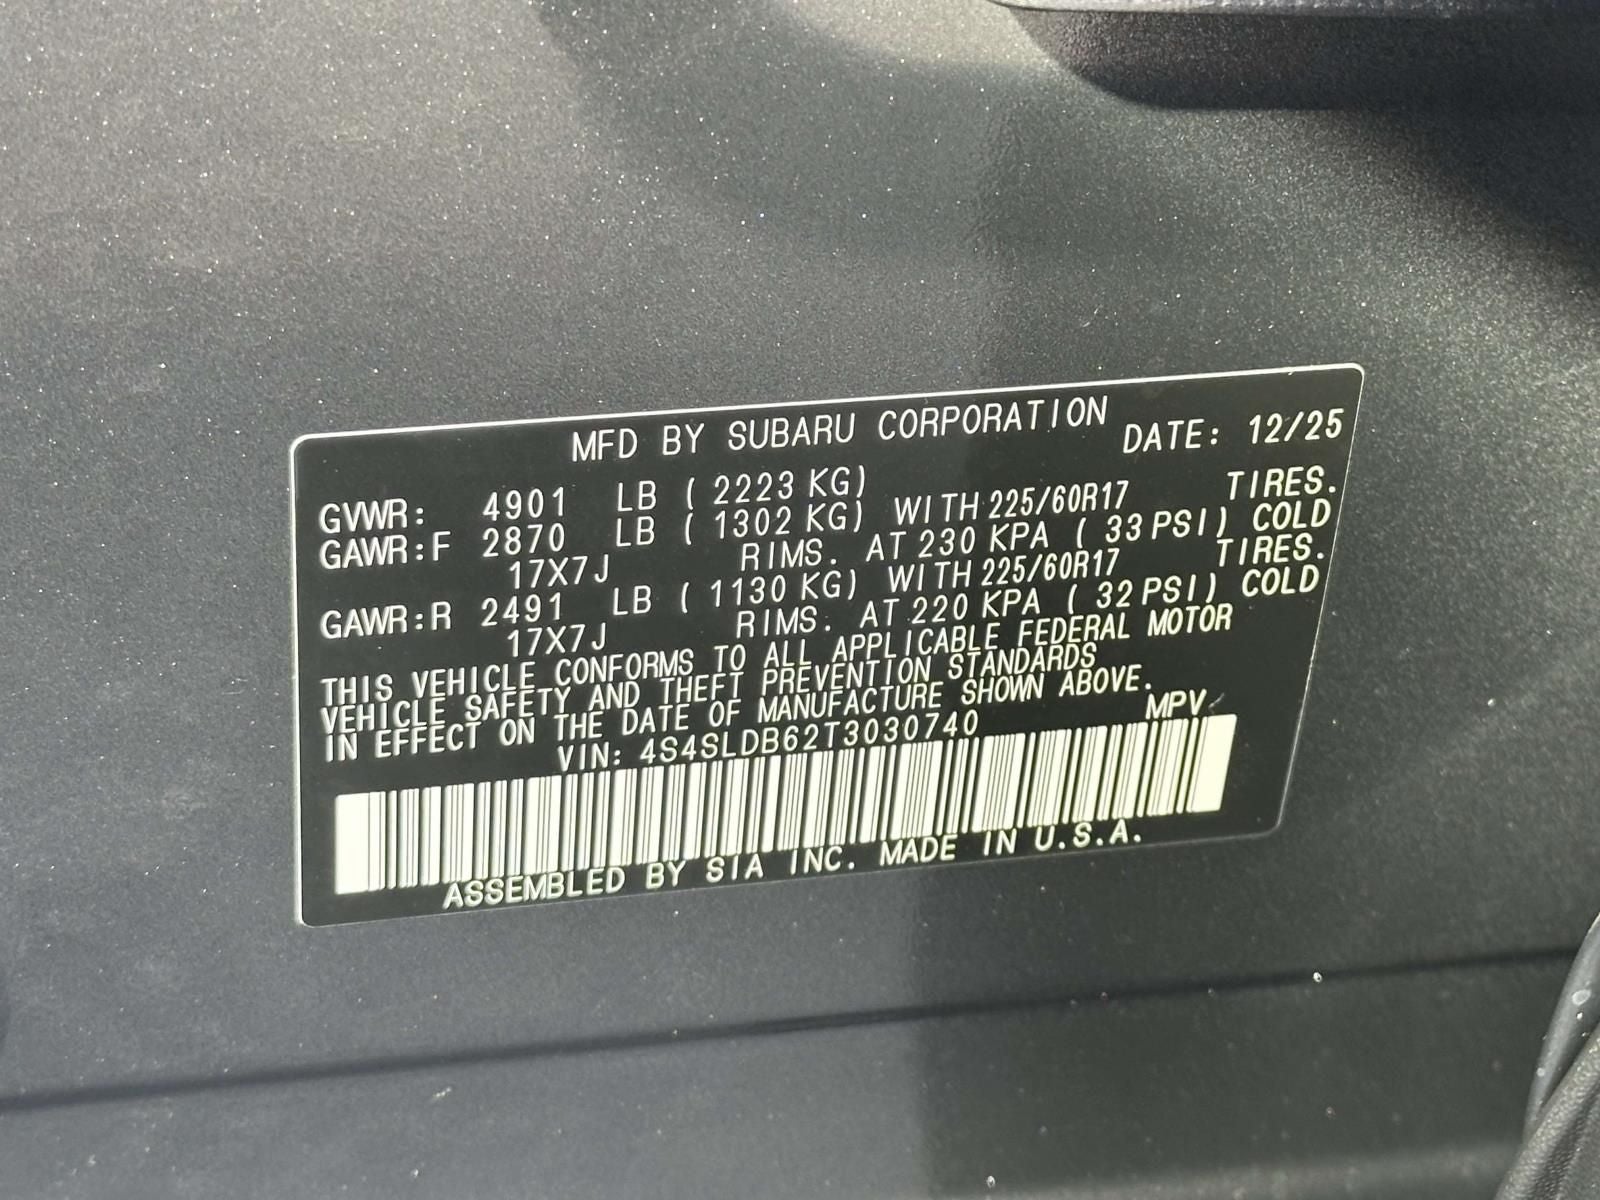 MFD BY SUBARU CORPORATION DATE: 12/25
GVWR: 4901 LB ( 2223 KG)
GAWR:F 2870 LB ( 1302 KG) WITH 225/60R17 TIRES.
17X7J RIMS. AT 230 KPA ( 33 PSI) COLD
GAWR:R 2491 LB ( 1130 KG) WITH 225/60R17 TIRES.
17X7J RIMS. AT 220 KPA ( 32 PSI) COLD
THIS VEHICLE CONFORMS TO ALL APPLICABLE FEDERAL MOTOR
VEHICLE SAFETY AND THEFT PREVENTION STANDARDS
IN EFFECT ON THE DATE OF MANUFACTURE SHOWN ABOVE.
VIN: 4S4SLDB62T3030740 MPV
ASSEMBLED BY SIA INC. MADE IN U.S.A.